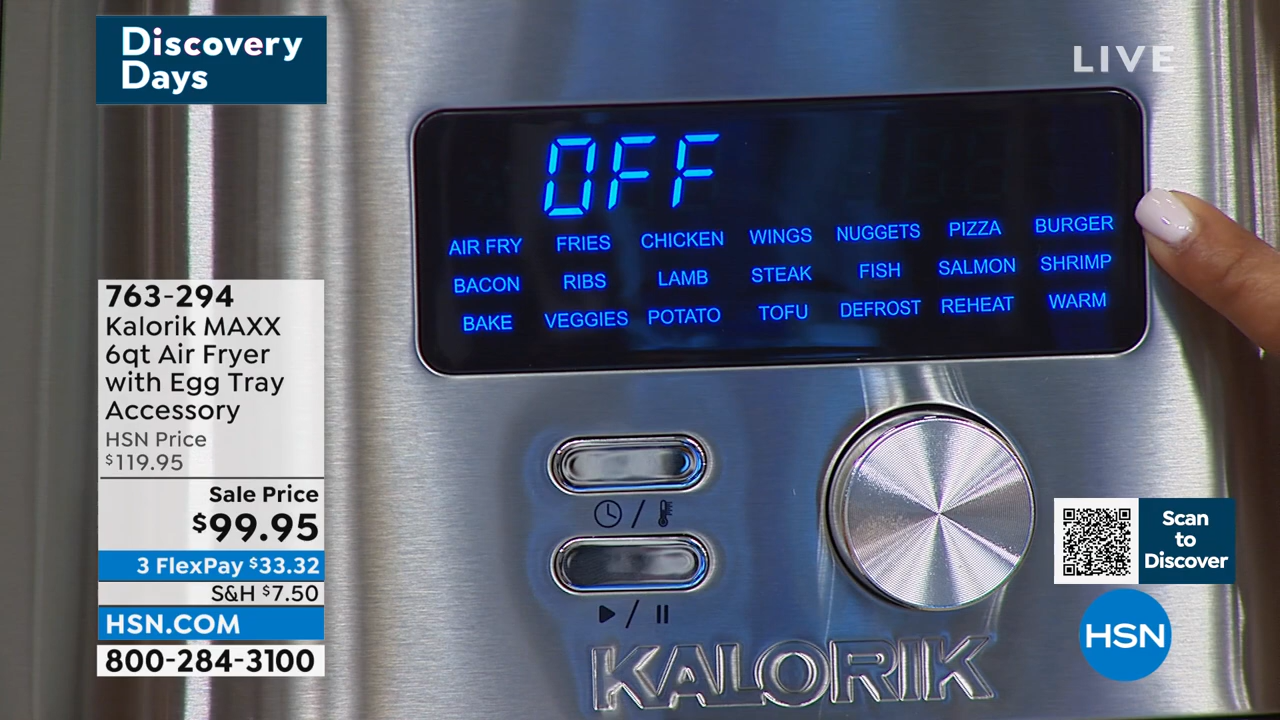 Discovery
Days
LIVE
OFF
AIR FRY FRIES CHICKEN WINGS NUGGETS PIZZA BURGER
BACON RIBS LAMB STEAK FISH SALMON SHRIMP
BAKE VEGGIES POTATO TOFU DEFROST REHEAT WARM
763-294
Kalorik MAXX
6qt Air Fryer
with Egg Tray
Accessory
HSN Price
$119.95
Sale Price
$99.95
3 FlexPay $33.32
S&H $7.50
HSN.COM
800-284-3100
KALORIK
Scan
to
Discover
HSN